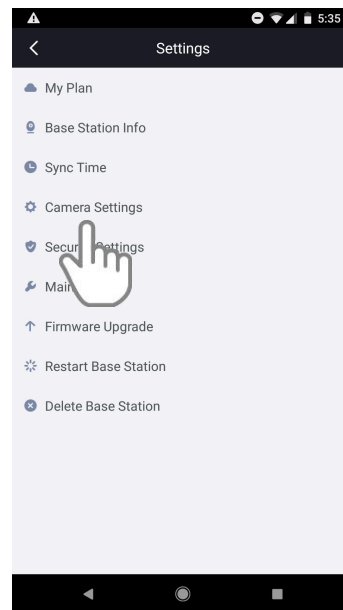 5:35
Settings
My Plan
Base Station Info
Sync Time
Camera Settings
Settings
Firmware Upgrade
Restart Base Station
Delete Base Station